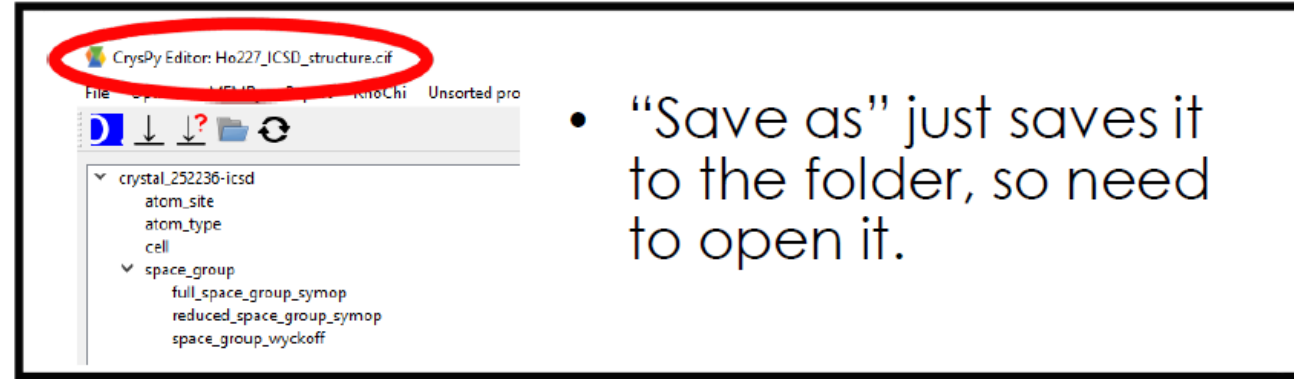 CrysPy Editor: Ho227_ICSD_structure.cif
File RhoChi Unsorted pro
crystal_252236-icsd
atom_site
atom_type
cell
space_group
full_space_group_symop
reduced_space_group_symop
space_group_wyckoff
• “Save as” just saves it
to the folder, so need
to open it.